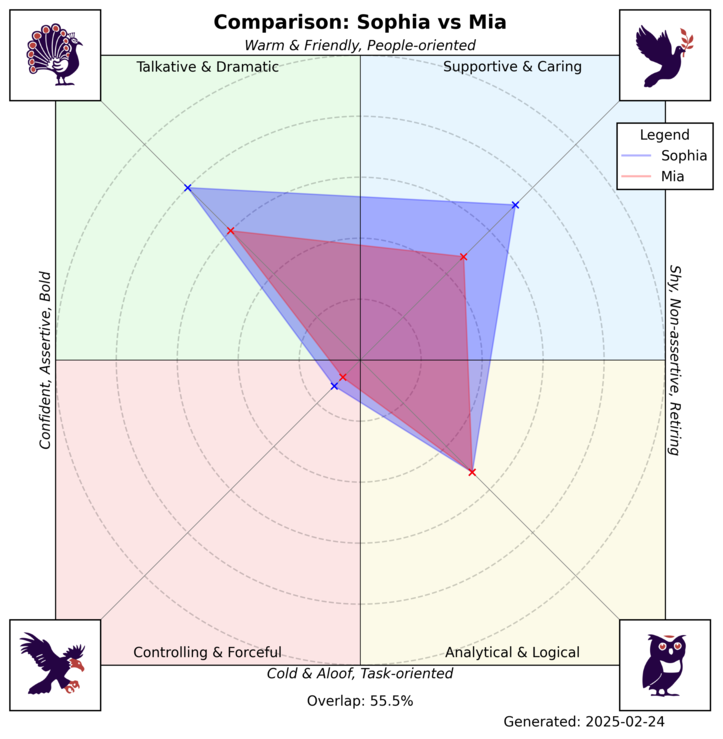 Comparison: Sophia vs Mia
Warm & Friendly, People-oriented
Talkative & Dramatic
Supportive & Caring
Legend
Sophia
Mia
Confident, Assertive, Bold
Shy, Non-assertive, Retiring
Controlling & Forceful
Analytical & Logical
Cold & Aloof, Task-oriented
Overlap: 55.5%
Generated: 2025-02-24